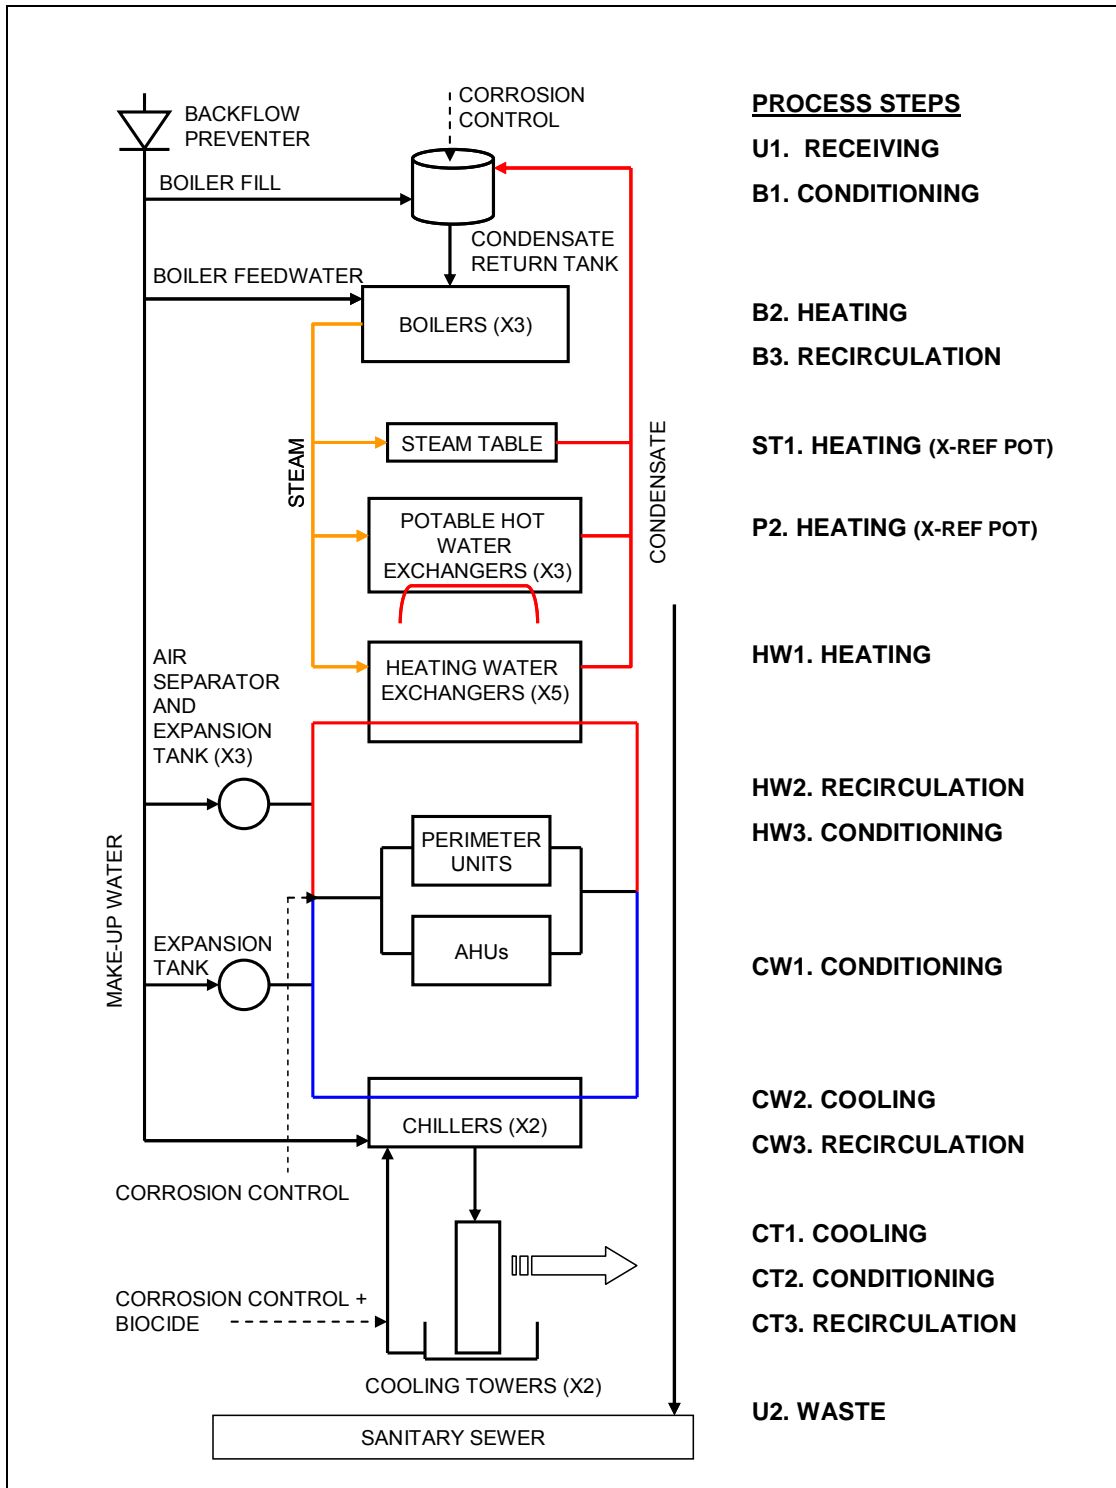 CORROSION
CONTROL
BACKFLOW
PREVENTER
BOILER FILL
CONDENSATE
RETURN TANK
BOILER FEEDWATER
BOILERS (X3)
STEAM
STEAM TABLE
POTABLE HOT
WATER
EXCHANGERS (X3)
CONDENSATE
HEATING WATER
EXCHANGERS (X5)
AIR
SEPARATOR
AND
EXPANSION
TANK (X3)
PERIMETER
UNITS
AHUs
MAKE-UP WATER
EXPANSION
TANK
CHILLERS (X2)
CORROSION CONTROL
CORROSION CONTROL +
BIOCIDE
COOLING TOWERS (X2)
SANITARY SEWER
PROCESS STEPS
U1. RECEIVING
B1. CONDITIONING
B2. HEATING
B3. RECIRCULATION
ST1. HEATING (X-REF POT)
P2. HEATING (X-REF POT)
HW1. HEATING
HW2. RECIRCULATION
HW3. CONDITIONING
CW1. CONDITIONING
CW2. COOLING
CW3. RECIRCULATION
CT1. COOLING
CT2. CONDITIONING
CT3. RECIRCULATION
U2. WASTE